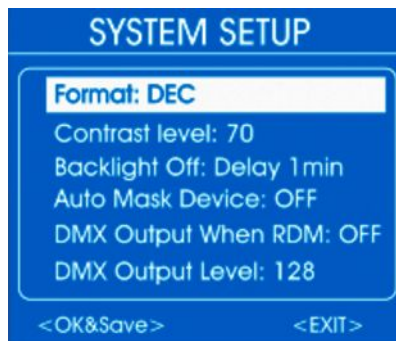 SYSTEM SETUP
Format: DEC
Contrast level: 70
Backlight Off: Delay 1min
Auto Mask Device: OFF
DMX Output When RDM: OFF
DMX Output Level: 128
<OK&Save> <EXIT>